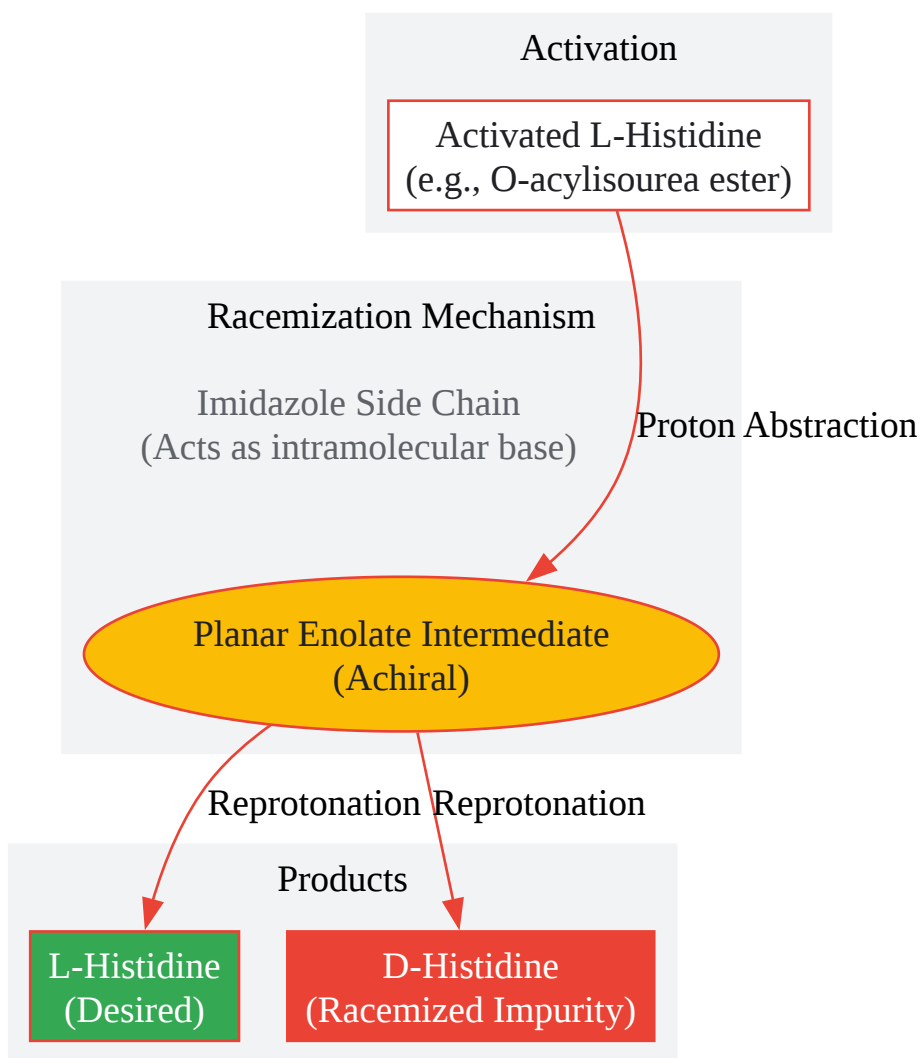 Activation
Activated L-Histidine
(e.g., O-acylisourea ester)
Racemization Mechanism
Imidazole Side Chain
(Acts as intramolecular base)
Proton Abstraction
Planar Enolate Intermediate
(Achiral)
Reprotonation
Reprotonation
Products
L-Histidine
(Desired)
D-Histidine
(Racemized Impurity)